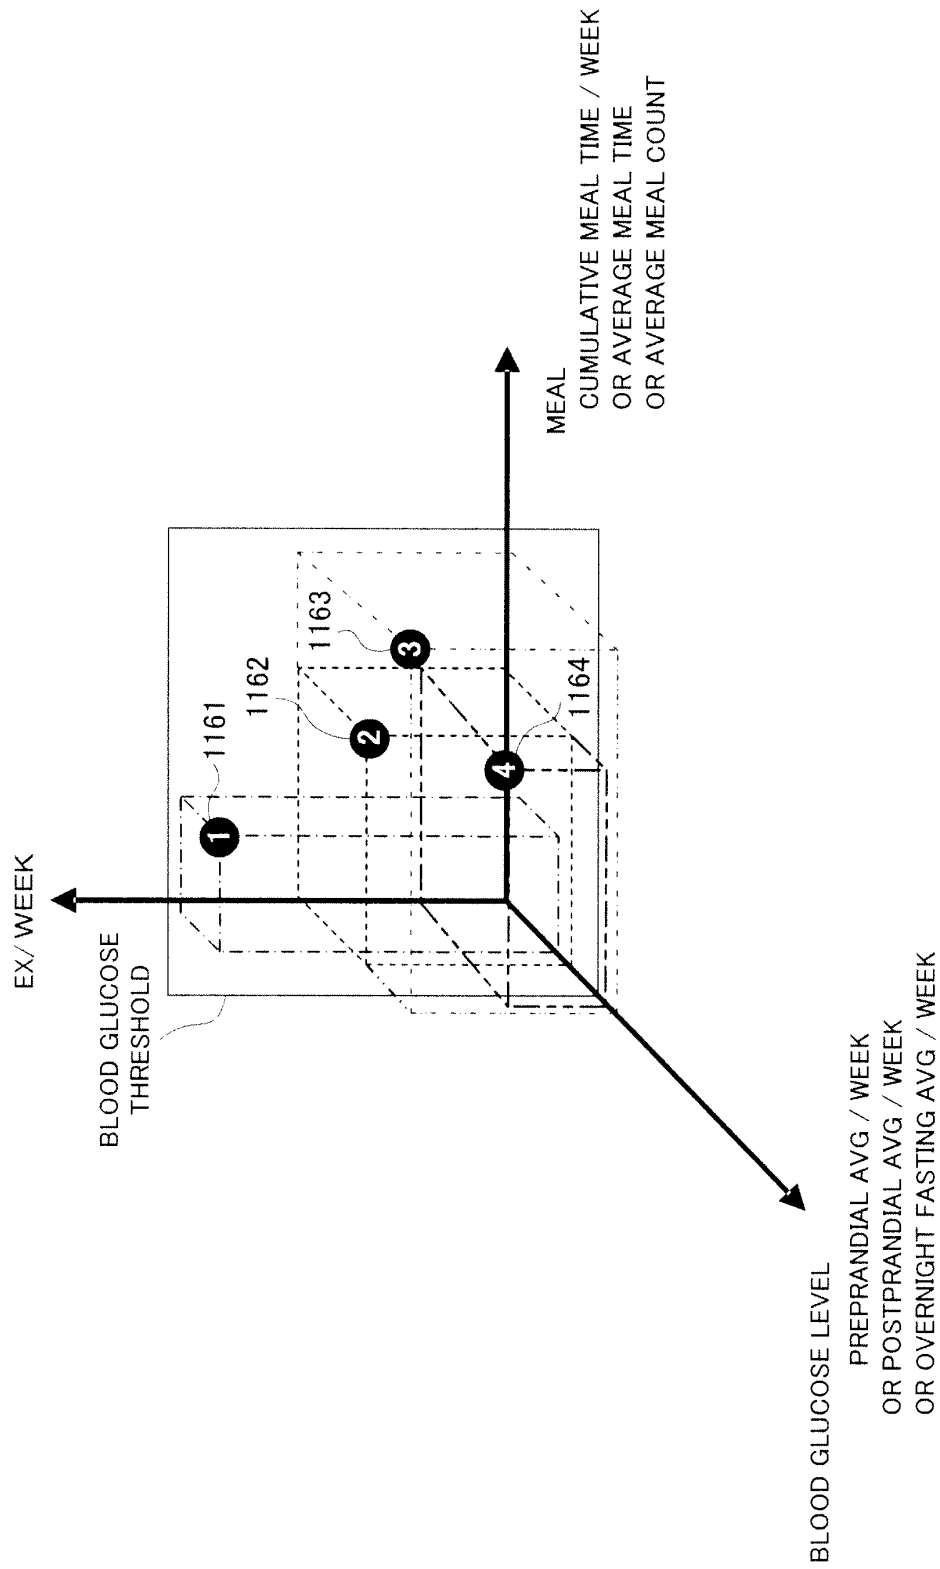 EX/WEEK
BLOOD GLUCOSE
THRESHOLD
1161
1162
1163
1164
1
2
3
4
MEAL
CUMULATIVE MEAL TIME / WEEK
OR AVERAGE MEAL TIME
OR AVERAGE MEAL COUNT
BLOOD GLUCOSE LEVEL
PREPRANDIAL AVG / WEEK
OR POSTPRANDIAL AVG / WEEK
OR OVERNIGHT FASTING AVG / WEEK